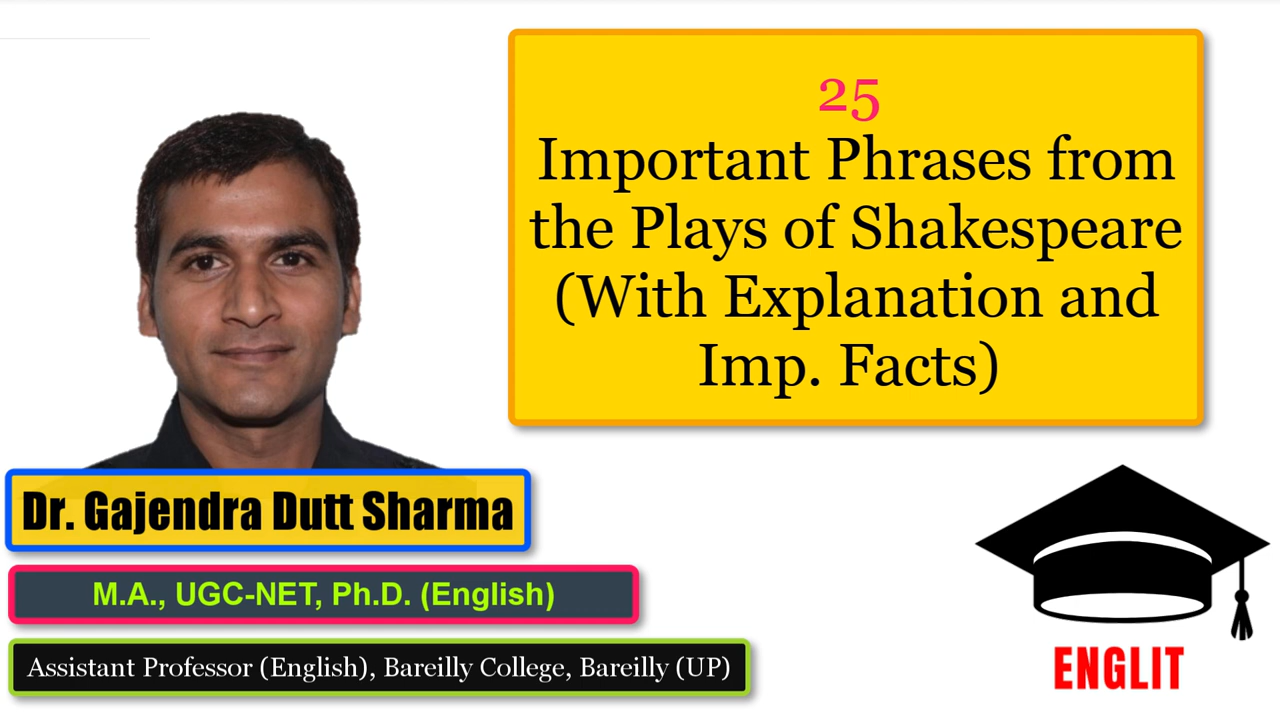 25
Important Phrases from
the Plays of Shakespeare
(With Explanation and
Imp. Facts)
Dr. Gajendra Dutt Sharma
M.A., UGC-NET, Ph.D. (English)
Assistant Professor (English), Bareilly College, Bareilly (UP)
ENGLIT